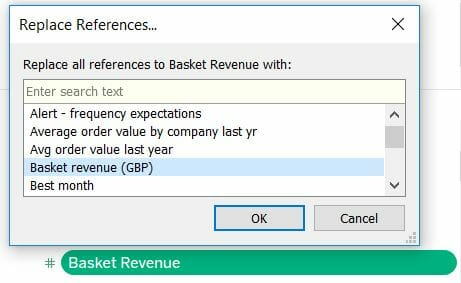 Replace References...
Replace all references to Basket Revenue with:
Enter search text
Alert - frequency expectations
Average order value by company last yr
Avg order value last year
Basket revenue (GBP)
Best month
OK Cancel
# Basket Revenue